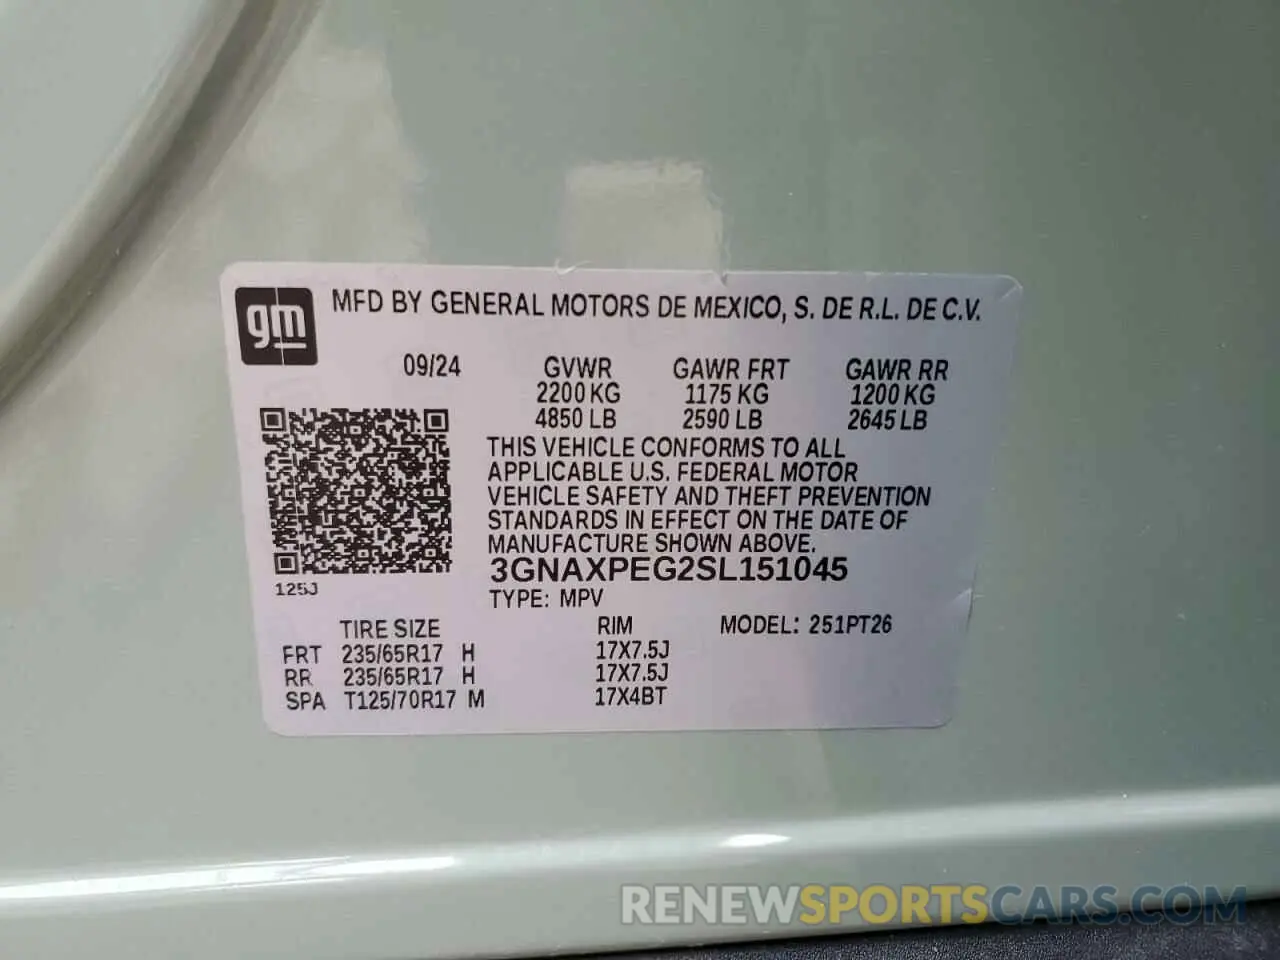 gm
MFD BY GENERAL MOTORS DE MEXICO, S. DE R.L. DE C.V.
09/24 GVWR GAWR FRT GAWR RR
2200 KG 1175 KG 1200 KG
4850 LB 2590 LB 2645 LB
THIS VEHICLE CONFORMS TO ALL
APPLICABLE U.S. FEDERAL MOTOR
VEHICLE SAFETY AND THEFT PREVENTION
STANDARDS IN EFFECT ON THE DATE OF
MANUFACTURE SHOWN ABOVE.
3GNAXPEG2SL151045
125J
TYPE: MPV
TIRE SIZE RIM MODEL: 251PT26
FRT 235/65R17 H 17X7.5J
RR 235/65R17 H 17X7.5J
SPA T125/70R17 M 17X4BT
RENEWSPORTSCARS.COM